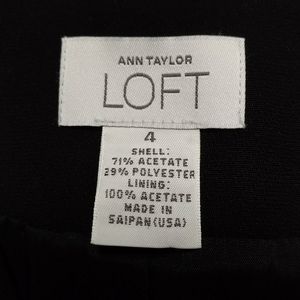 ANN TAYLOR
LOFT
4
SHELL:
71% ACETATE
29% POLYESTER
LINING:
100% ACETATE
MADE IN
SAIPAN(USA)